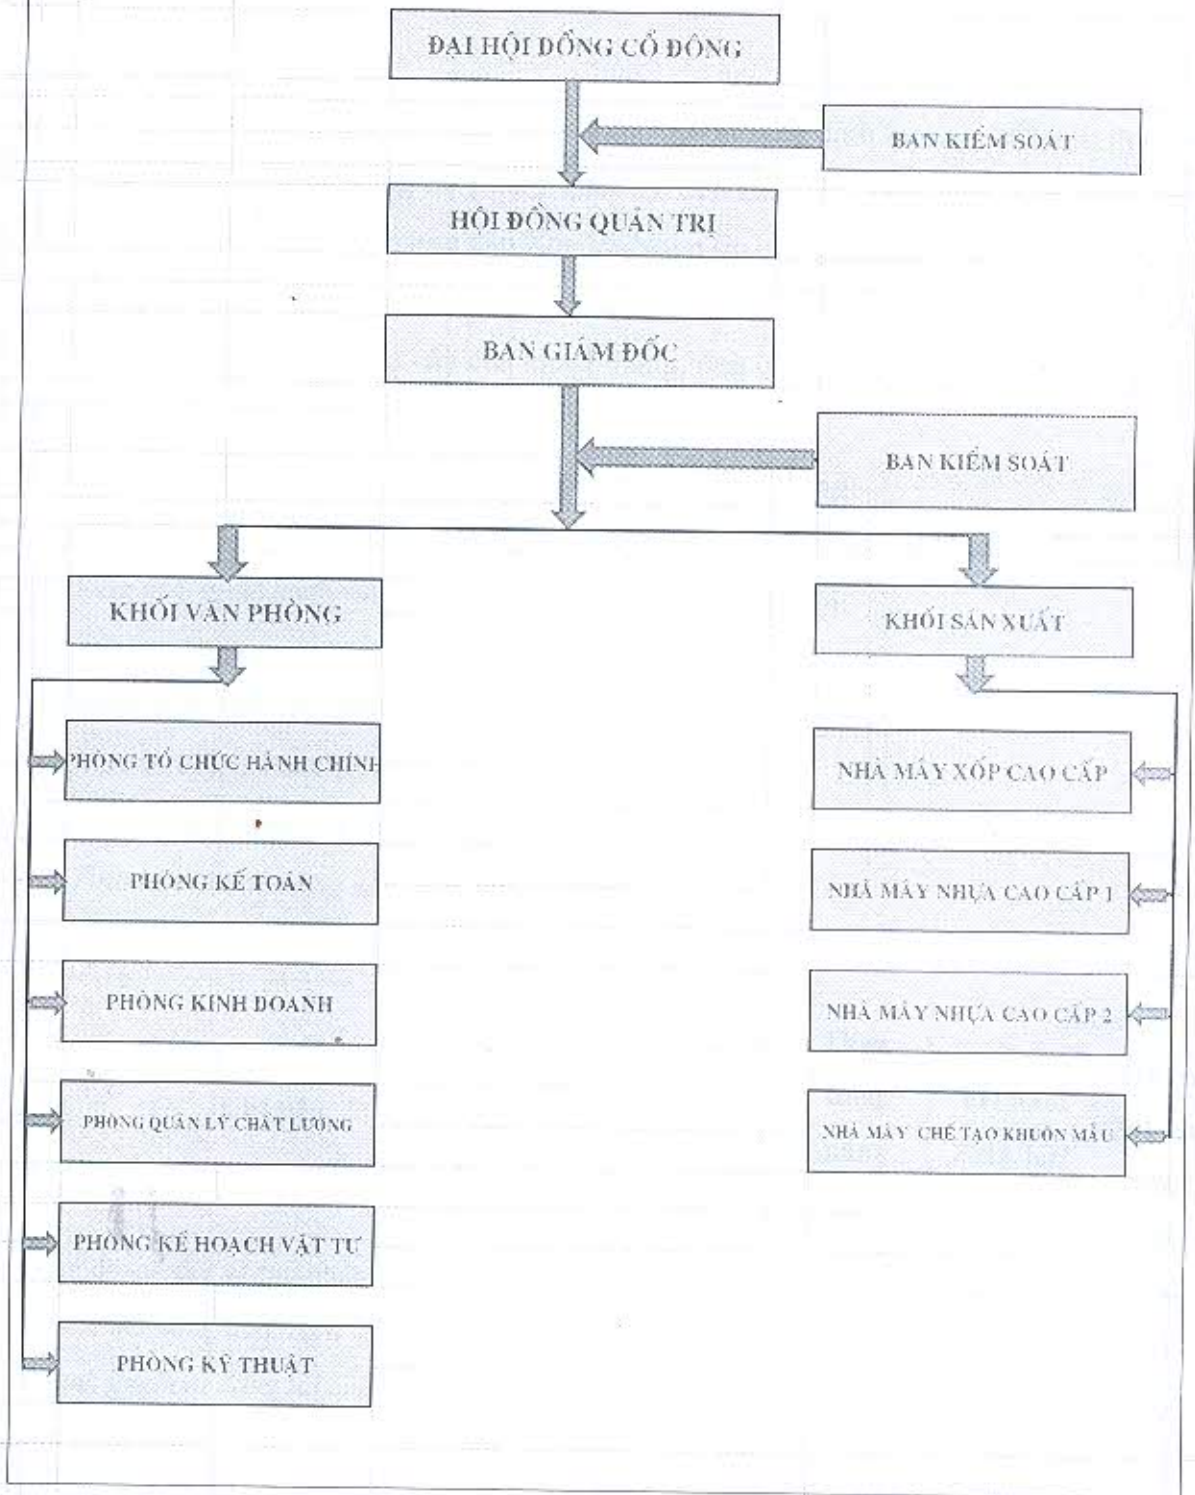 ĐẠI HỘI ĐỒNG CỔ ĐÔNG
BAN KIỂM SOÁT
HỘI ĐỒNG QUẢN TRỊ
BAN GIÁM ĐỐC
BAN KIỂM SOÁT
KHỐI VĂN PHÒNG
KHỐI SẢN XUẤT
PHÒNG TỔ CHỨC HÀNH CHÍNH
PHÒNG KẾ TOÁN
PHÒNG KINH DOANH
PHÒNG QUẢN LÝ CHẤT LƯỢNG
PHÒNG KẾ HOẠCH VẬT TƯ
PHÒNG KỸ THUẬT
NHÀ MÁY XỐP CAO CẤP
NHÀ MÁY NHỰA CAO CẤP 1
NHÀ MÁY NHỰA CAO CẤP 2
NHÀ MÁY CHẾ TẠO KHUÔN MẪU